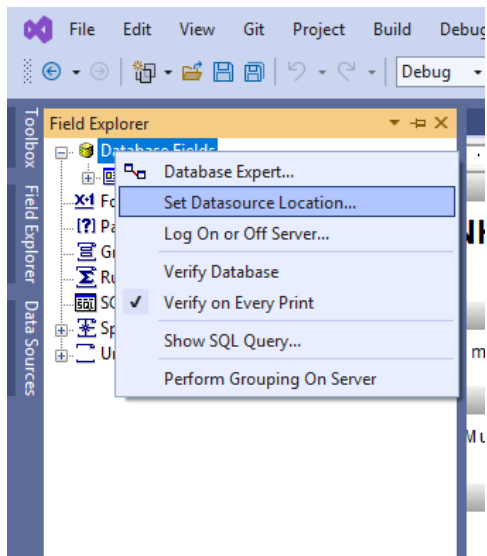 File Edit View Git Project Build Debug
Debug
Toolbox
Field Explorer
Data Sources
Field Explorer
Database Fields
Database Expert...
Set Datasource Location...
Log On or Off Server...
Verify Database
Verify on Every Print
Show SQL Query...
Perform Grouping On Server